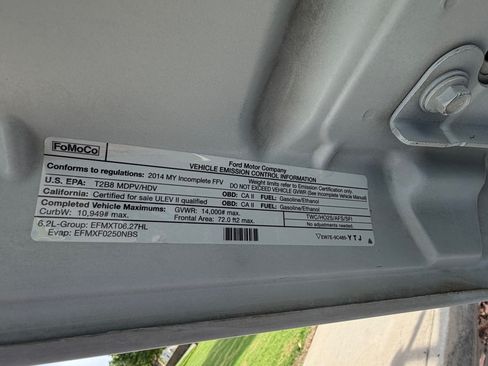 FoMoCo
Ford Motor Company
VEHICLE EMISSION CONTROL INFORMATION
Conforms to regulations: 2014 MY Incomplete FFV
Weight limits refer to Emission Certification only.
DO NOT EXCEED VEHICLE GVWR (See Incomplete Vehicle Manual)
U.S. EPA: T2B8 MDPV/HDV OBD: CA II FUEL: Gasoline/Ethanol
California: Certified for sale ULEV II qualified OBD: CA II FUEL: Gasoline/Ethanol
Completed Vehicle Maximums: GVWR: 14,000# max.
CurbW: 10,949# max. Frontal Area: 72.0 ft2 max.
TWC/HO2S/AFS/SFI
No adjustments needed.
6.2L-Group: EFMXT06.27HL
Evap: EFMXF0250NBS
EW7E-9C485-YTJ